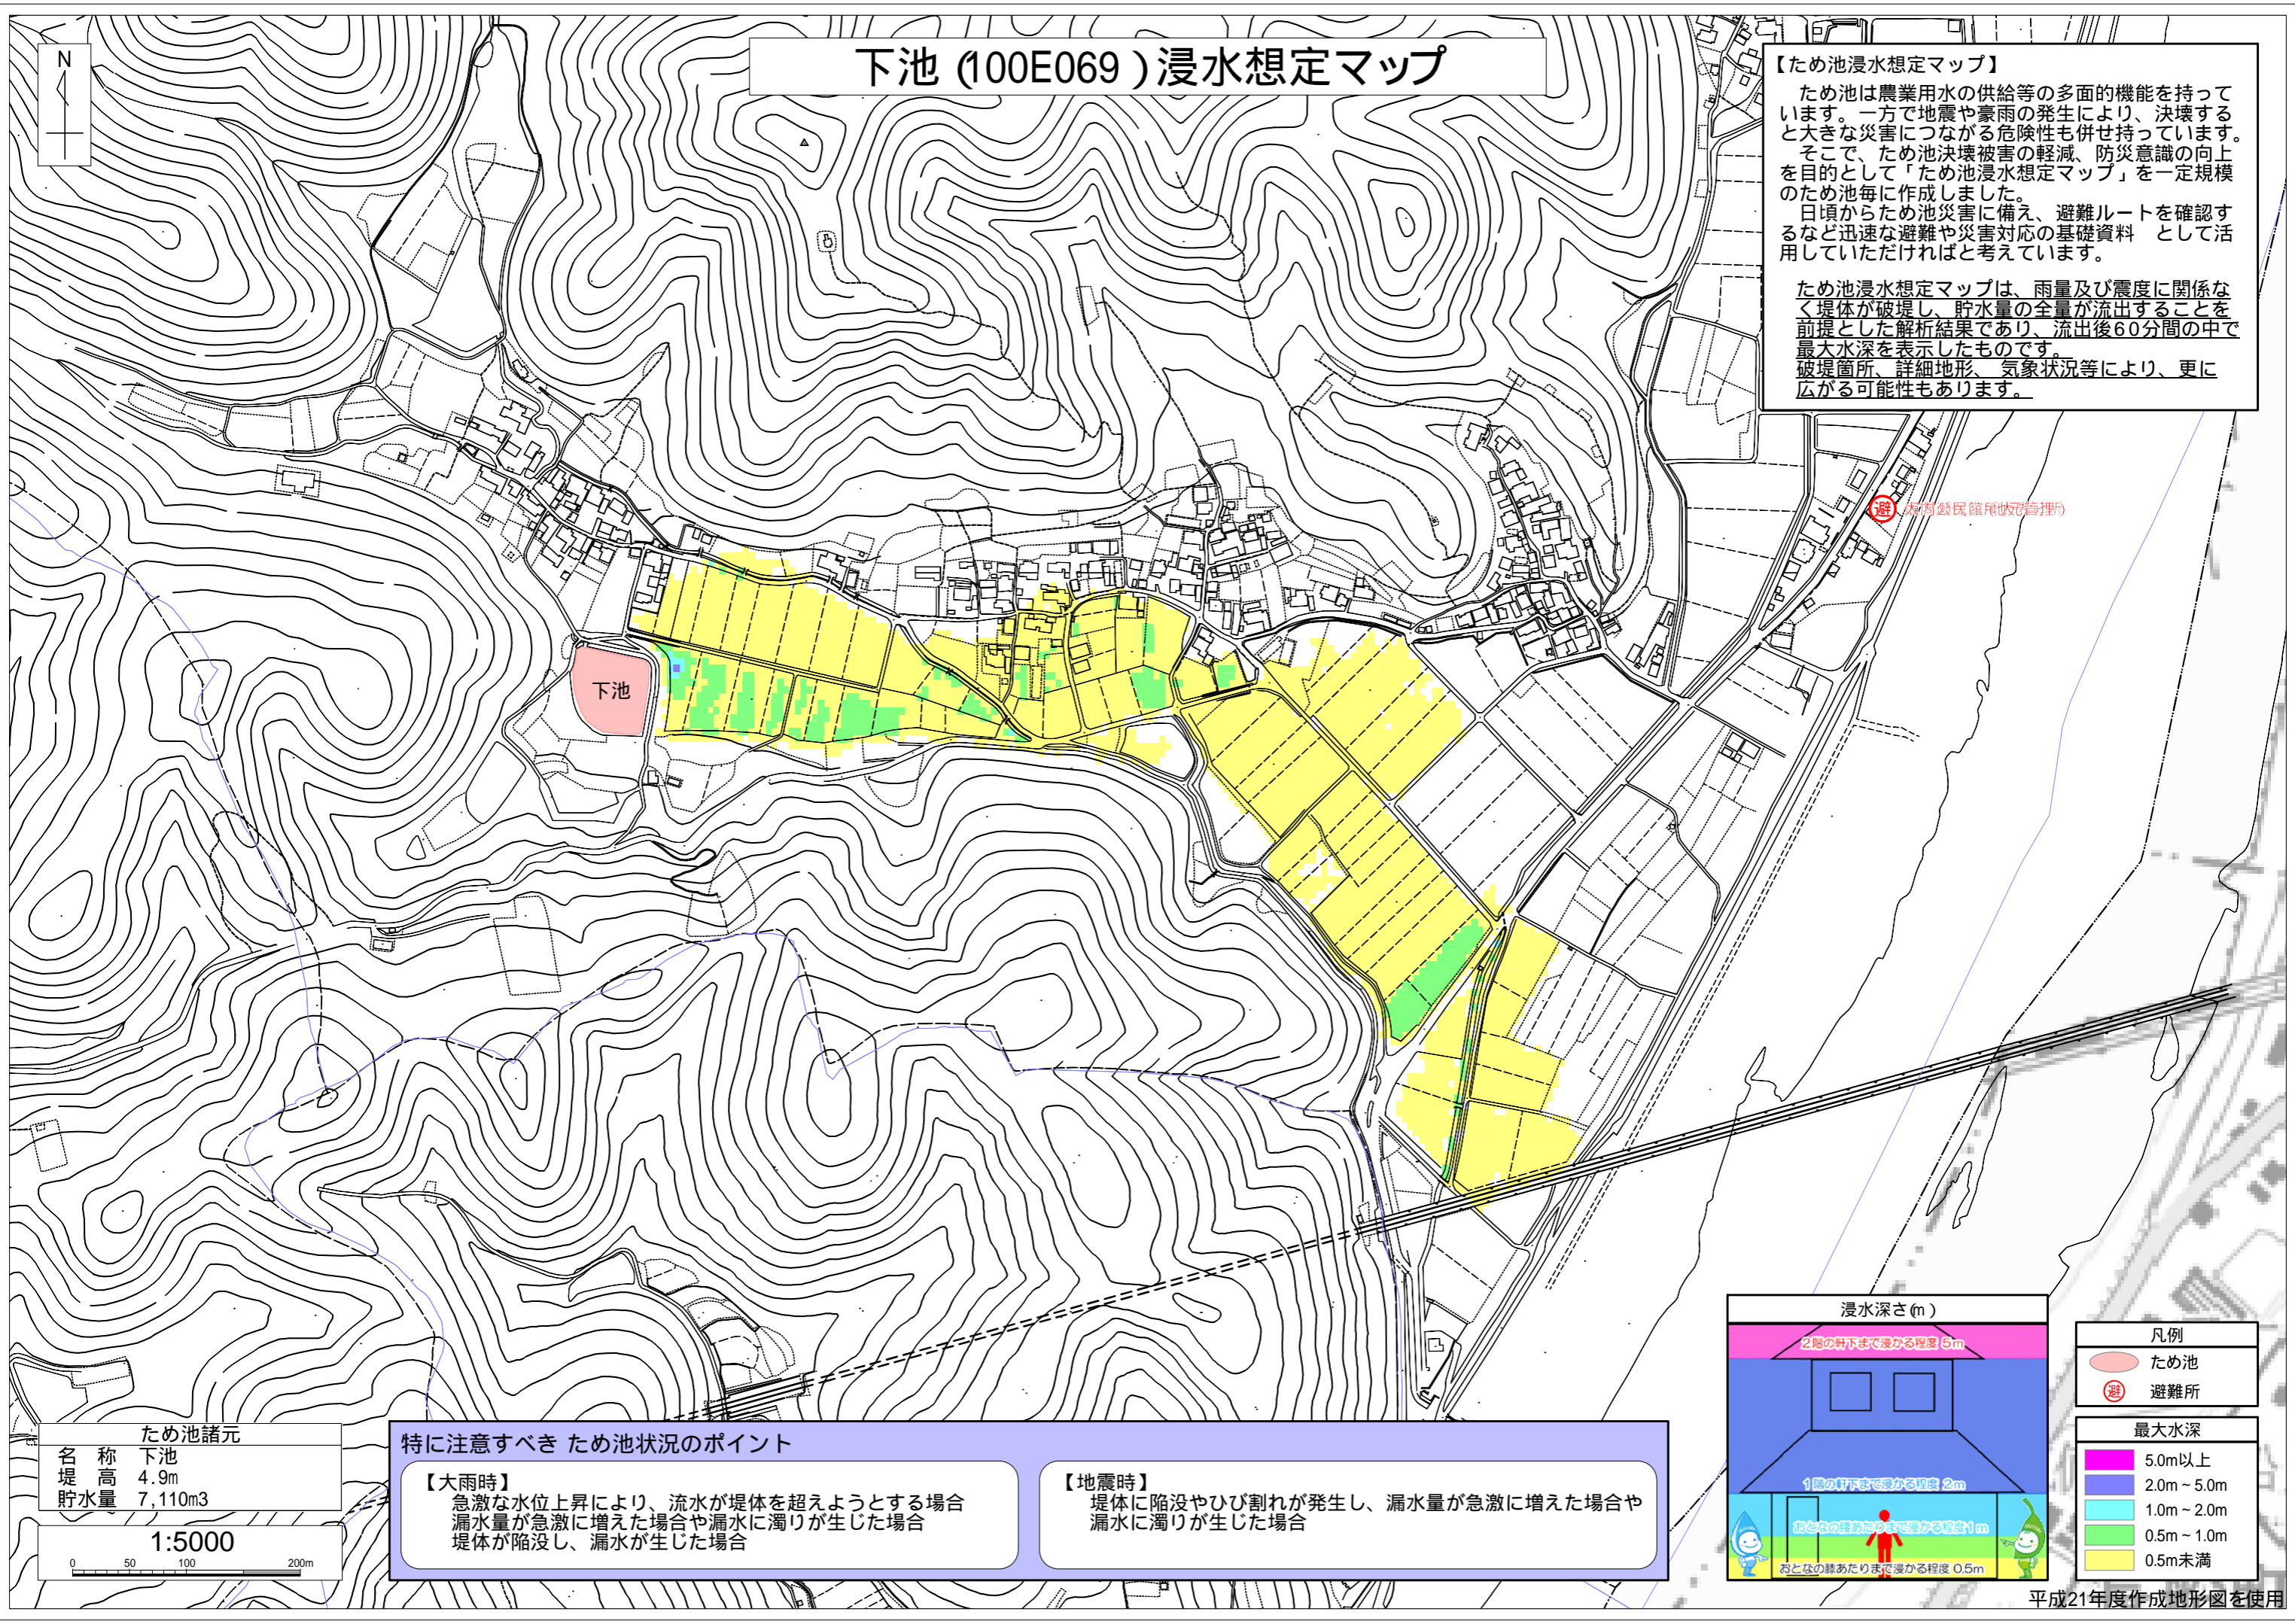 下池 (100E069) 浸水想定マップ
N
【ため池浸水想定マップ】
ため池は農業用水の供給等の多面的機能を持って
います。一方で地震や豪雨の発生により、決壊する
と大きな災害につながる危険性も併せ持っています。
そこで、ため池決壊被害の軽減、防災意識の向上
を目的として「ため池浸水想定マップ」を一定規模
のため池毎に作成しました。
日頃からため池災害に備え、避難ルートを確認す
るなど迅速な避難や災害対応の基礎資料 として活
用していただければと考えています。
ため池浸水想定マップは、雨量及び震度に関係な
く堤体が破堤し、貯水量の全量が流出することを
前提とした解析結果であり、流出後60分間の中で
最大水深を表示したものです。
破堤箇所、詳細地形、 気象状況等により、更に
広がる可能性もあります。
避
下池
ため池諸元
名 称 下池
堤 高 4.9m
貯水量 7,110m3
1:5000
0 50 100 200m
特に注意すべき ため池状況のポイント
【大雨時】
急激な水位上昇により、流水が堤体を超えようとする場合
漏水量が急激に増えた場合や漏水に濁りが生じた場合
堤体が陥没し、漏水が生じた場合
【地震時】
堤体に陥没やひび割れが発生し、漏水量が急激に増えた場合や
漏水に濁りが生じた場合
浸水深さ(m)
2階の軒下まで浸かる程度 5m
1階の軒下まで浸かる程度 2m
おとなの腰あたりまで浸かる程度1m
おとなの膝あたりまで浸かる程度 0.5m
凡例
ため池
避 避難所
最大水深
5.0m以上
2.0m~5.0m
1.0m~2.0m
0.5m~1.0m
0.5m未満
平成21年度作成地形図を使用